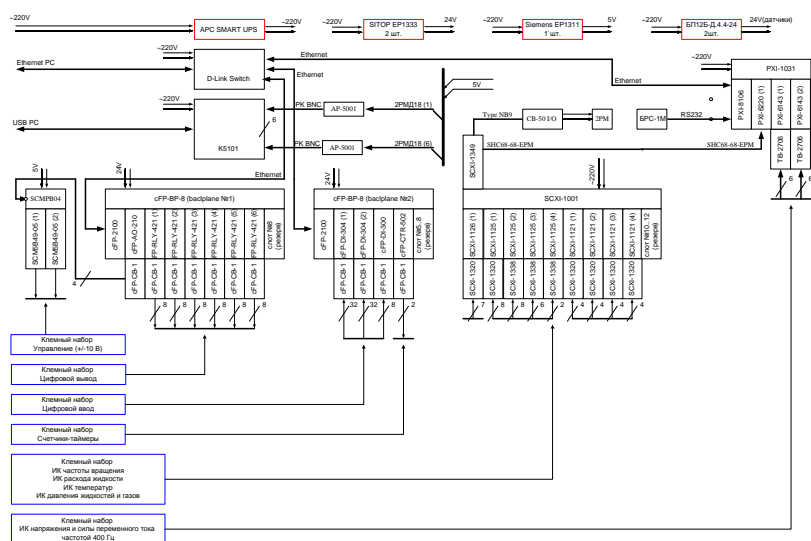 ~220V
APC SMART UPS
~220V
SITOP EP1333
2 шт.
24V
~220V
Siemens EP1311
1 шт.
5V
~220V
БП12Б-Д.4.4-24
2шт.
24V(датчики)
~220V
D-Link Switch
Ethernet PC
Ethernet
Ethernet
~220V
PXI-1031
~220V
K5101
6
USB PC
PK BNC
AP-5001
2РМД18 (1)
PK BNC
AP-5001
2РМД18 (6)
5V
Type NB9
CB-50 I/O
2РМ
БРС-1М
RS232
PXI-8106
PXI-6220 (1)
PXI-6143 (1)
PXI-6143 (2)
TB-2706
TB-2706
6
6
SCXI-1349
SHC68-68-EPM
SHC68-68-EPM
Ethernet
5V
24V
24V
~220V
SCMPB04
SCM5B49-05 (1)
SCM5B49-05 (2)
4
cFP-BP-8 (baclplane №1)
cFP-2100
cFP-AO-210
FP-RLY-421 (1)
FP-RLY-421 (2)
FP-RLY-421 (3)
FP-RLY-421 (4)
FP-RLY-421 (5)
FP-RLY-421 (6)
слот №8
(резерв)
cFP-CB-1
cFP-CB-1
cFP-CB-1
cFP-CB-1
cFP-CB-1
cFP-CB-1
cFP-CB-1
8
8
8
8
8
8
cFP-BP-8 (baclplane №2)
cFP-2100
cFP-DI-304 (1)
cFP-DI-304 (2)
cFP-DI-300
cFP-CTR-502
слот №5..8
(резерв)
cFP-CB-1
cFP-CB-1
cFP-CB-1
cFP-CB-1
32
32
8
2
SCXI-1001
SCXI-1126 (1)
SCXI-1125 (1)
SCXI-1125 (2)
SCXI-1125 (3)
SCXI-1125 (4)
SCXI-1121 (1)
SCXI-1121 (2)
SCXI-1121 (3)
SCXI-1121 (4)
слот №10..12
(резерв)
SCXI-1320
SCXI-1320
SCXI-1338
SCXI-1338
SCXI-1338
SCXI-1320
SCXI-1320
SCXI-1320
SCXI-1320
7
8
8
6
2
4
4
4
4
Клемный набор
Управление (+/-10 В)
Клемный набор
Цифровой вывод
Клемный набор
Цифровой ввод
Клемный набор
Счетчики-таймеры
Клемный набор
ИК частоты вращения
ИК расхода жидкости
ИК температур
ИК давления жидкостей и газов
Клемный набор
ИК напряжения и силы переменного тока
частотой 400 Гц